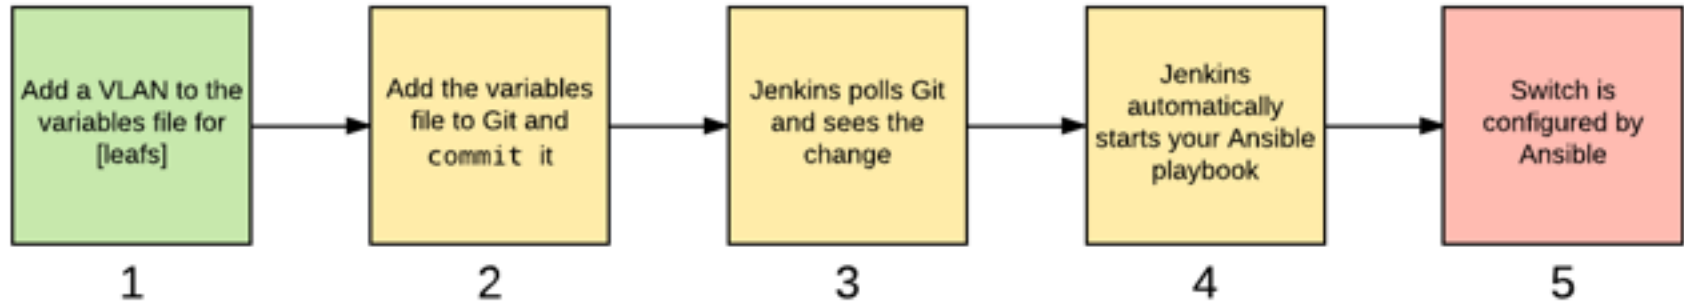 Add a VLAN to the
variables file for
[leafs]
Add the variables
file to Git and
commit it
Jenkins polls Git
and sees the
change
Jenkins
automatically
starts your Ansible
playbook
Switch is
configured by
Ansible
1
2
3
4
5